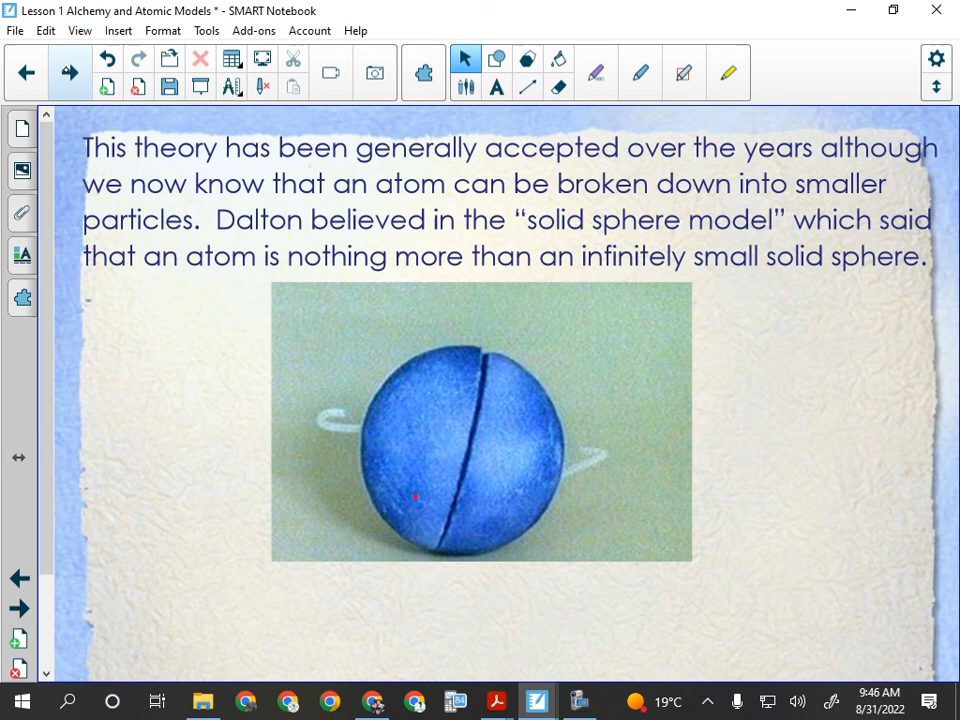 Lesson 1 Alchemy and Atomic Models * - SMART Notebook
File Edit View Insert Format Tools Add-ons Account Help
This theory has been generally accepted over the years although
we now know that an atom can be broken down into smaller
particles. Dalton believed in the “solid sphere model” which said
that an atom is nothing more than an infinitely small solid sphere.
19°C
9:46 AM
8/31/2022